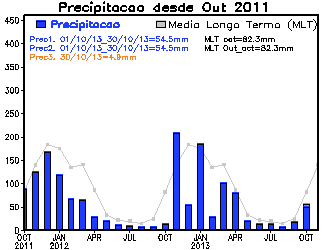 Precipitacao desde Out 2011
Precipitacao Media Longo Termo (MLT)
Prec1. 01/10/13_30/10/13=54.5mm MLT oct=82.3mm
Prec2. 01/10/13_30/10/13=54.5mm MLT Out_act=82.3mm
Prec3. 30/10/13=4.9mm
450
400
350
300
250
200
150
100
50
0
OCT JAN APR JUL OCT JAN APR JUL OCT
2011 2012 2013